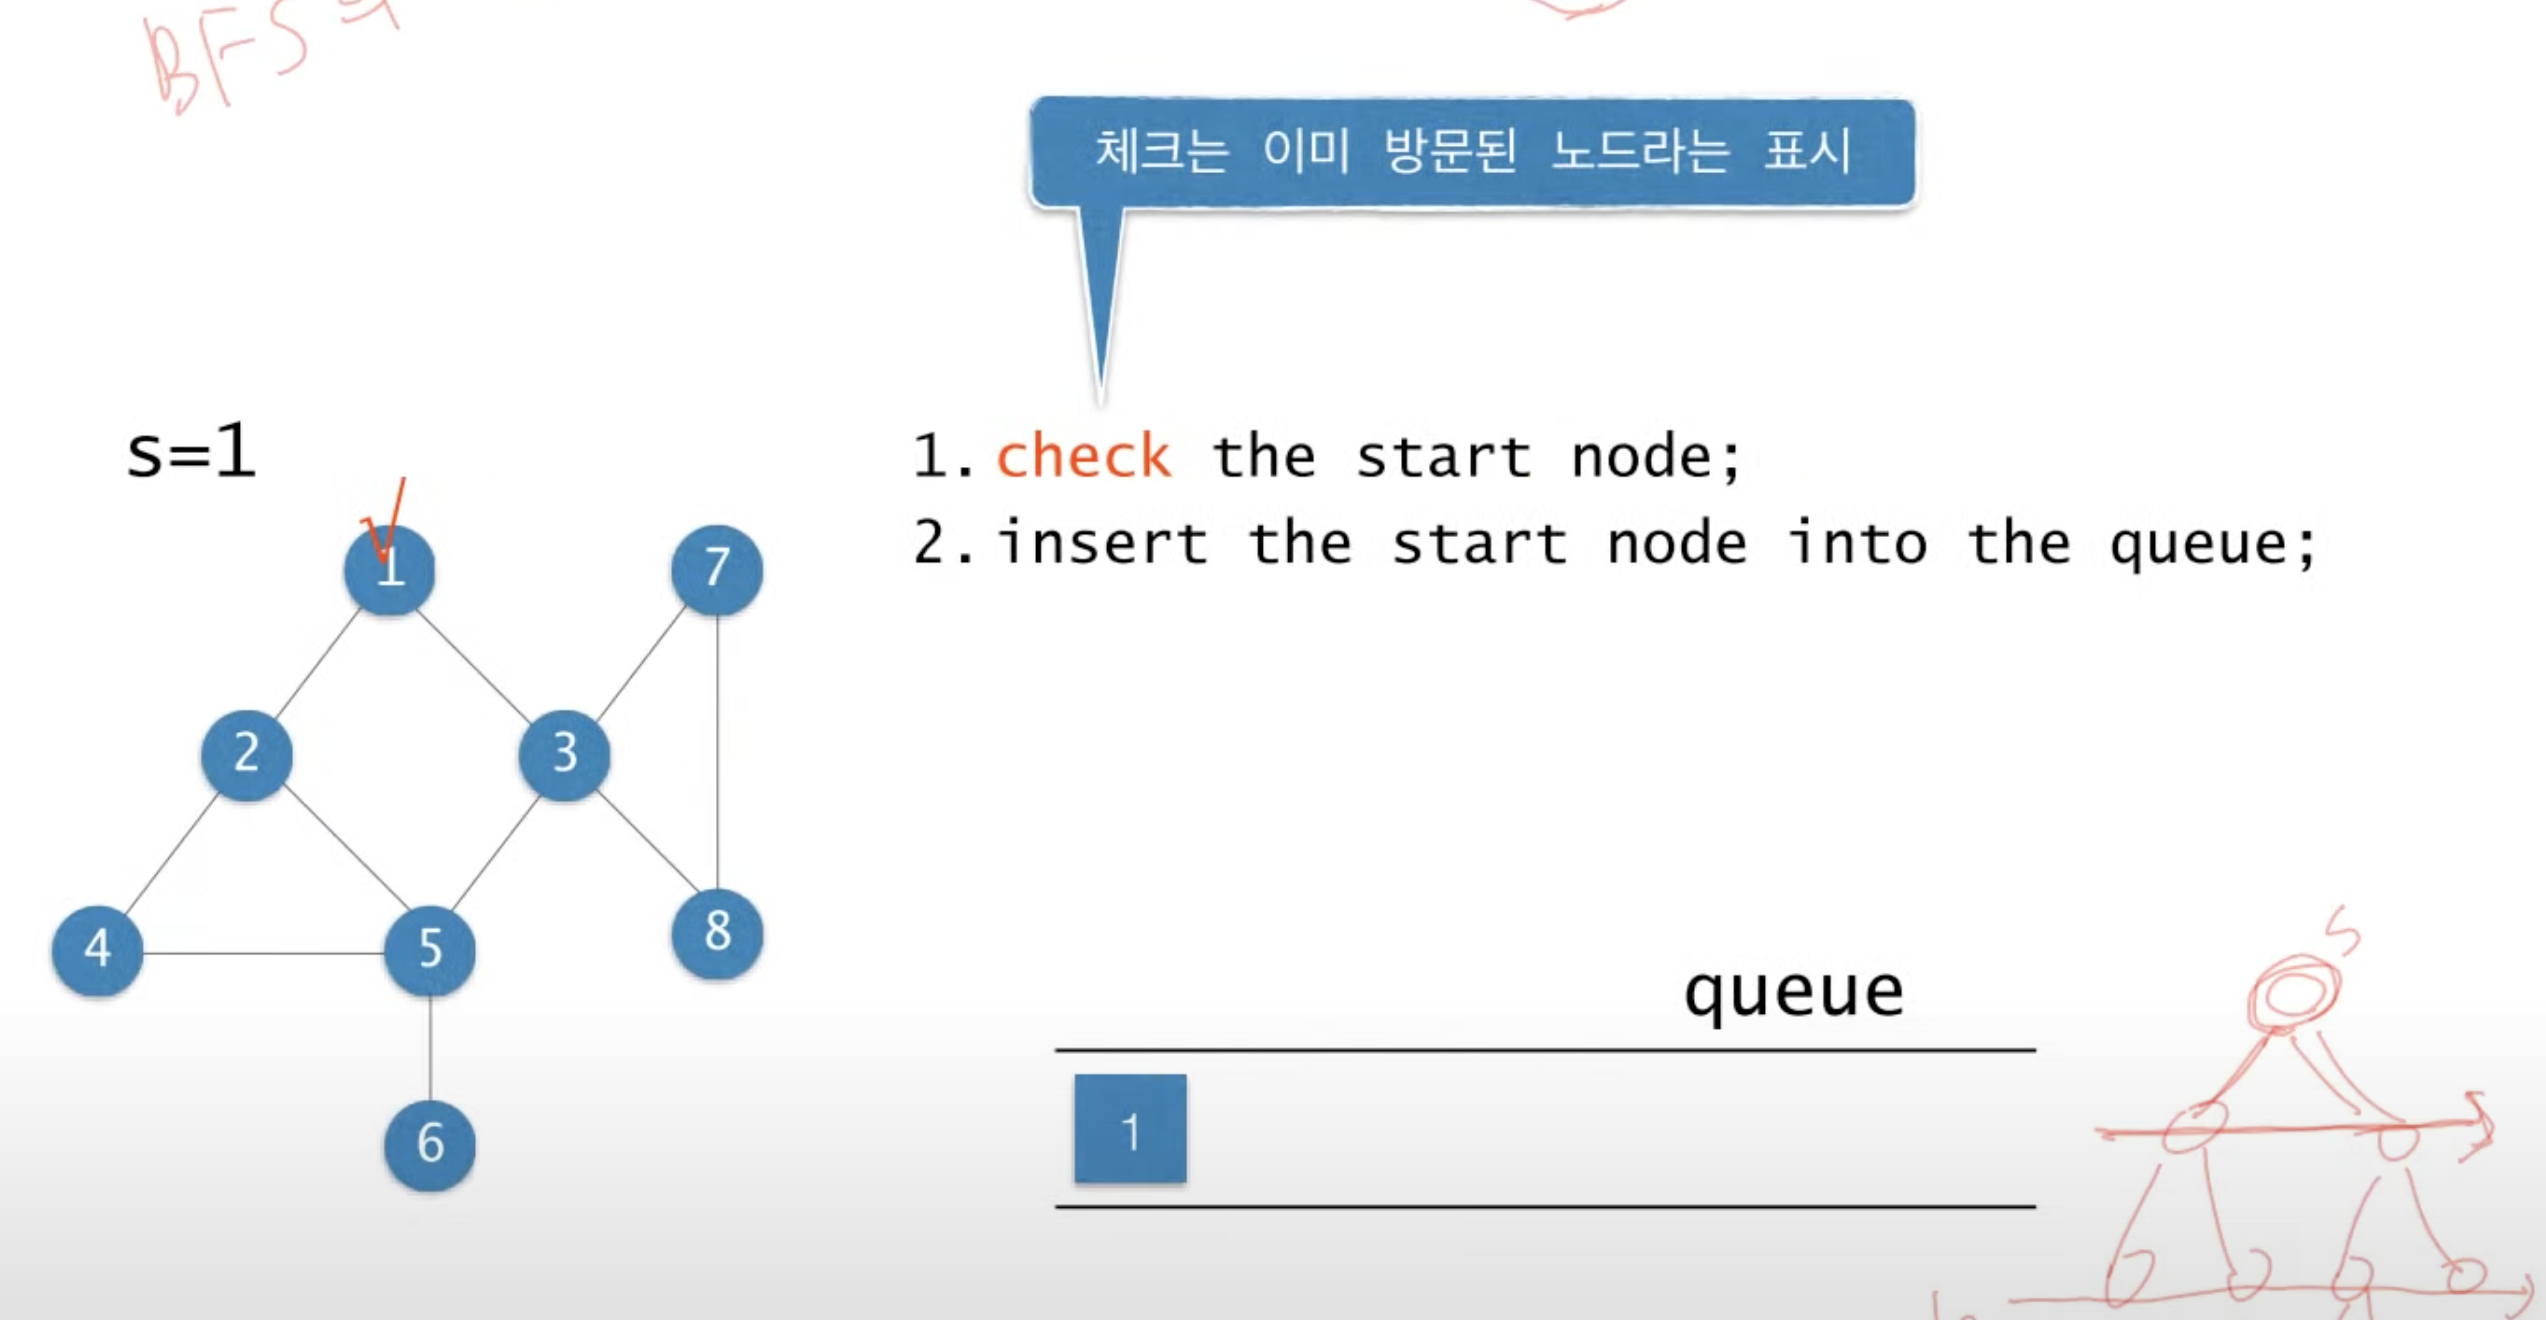 BFS
체크는 이미 방문된 노드라는 표시
s=1
1. check the start node;
2. insert the start node into the queue;
1
7
2
3
4
5
8
6
queue
1
S